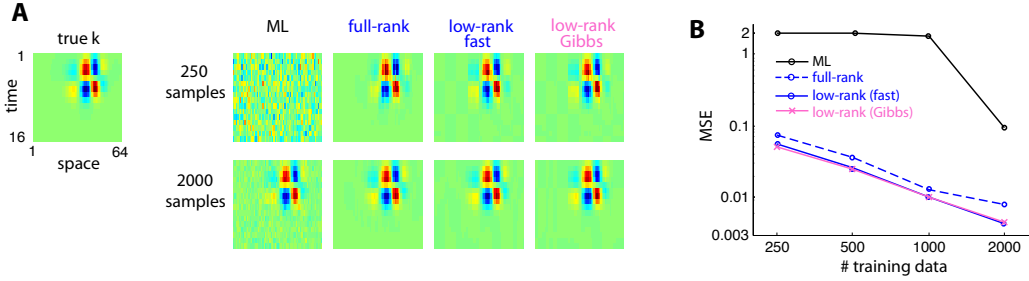 A
true k
1
time
16
1
64
space
ML
full-rank
low-rank
fast
low-rank
Gibbs
250
samples
2000
samples
B
2
1
0.1
0.01
0.003
MSE
ML
full-rank
low-rank (fast)
low-rank (Gibbs)
250
500
1000
2000
# training data